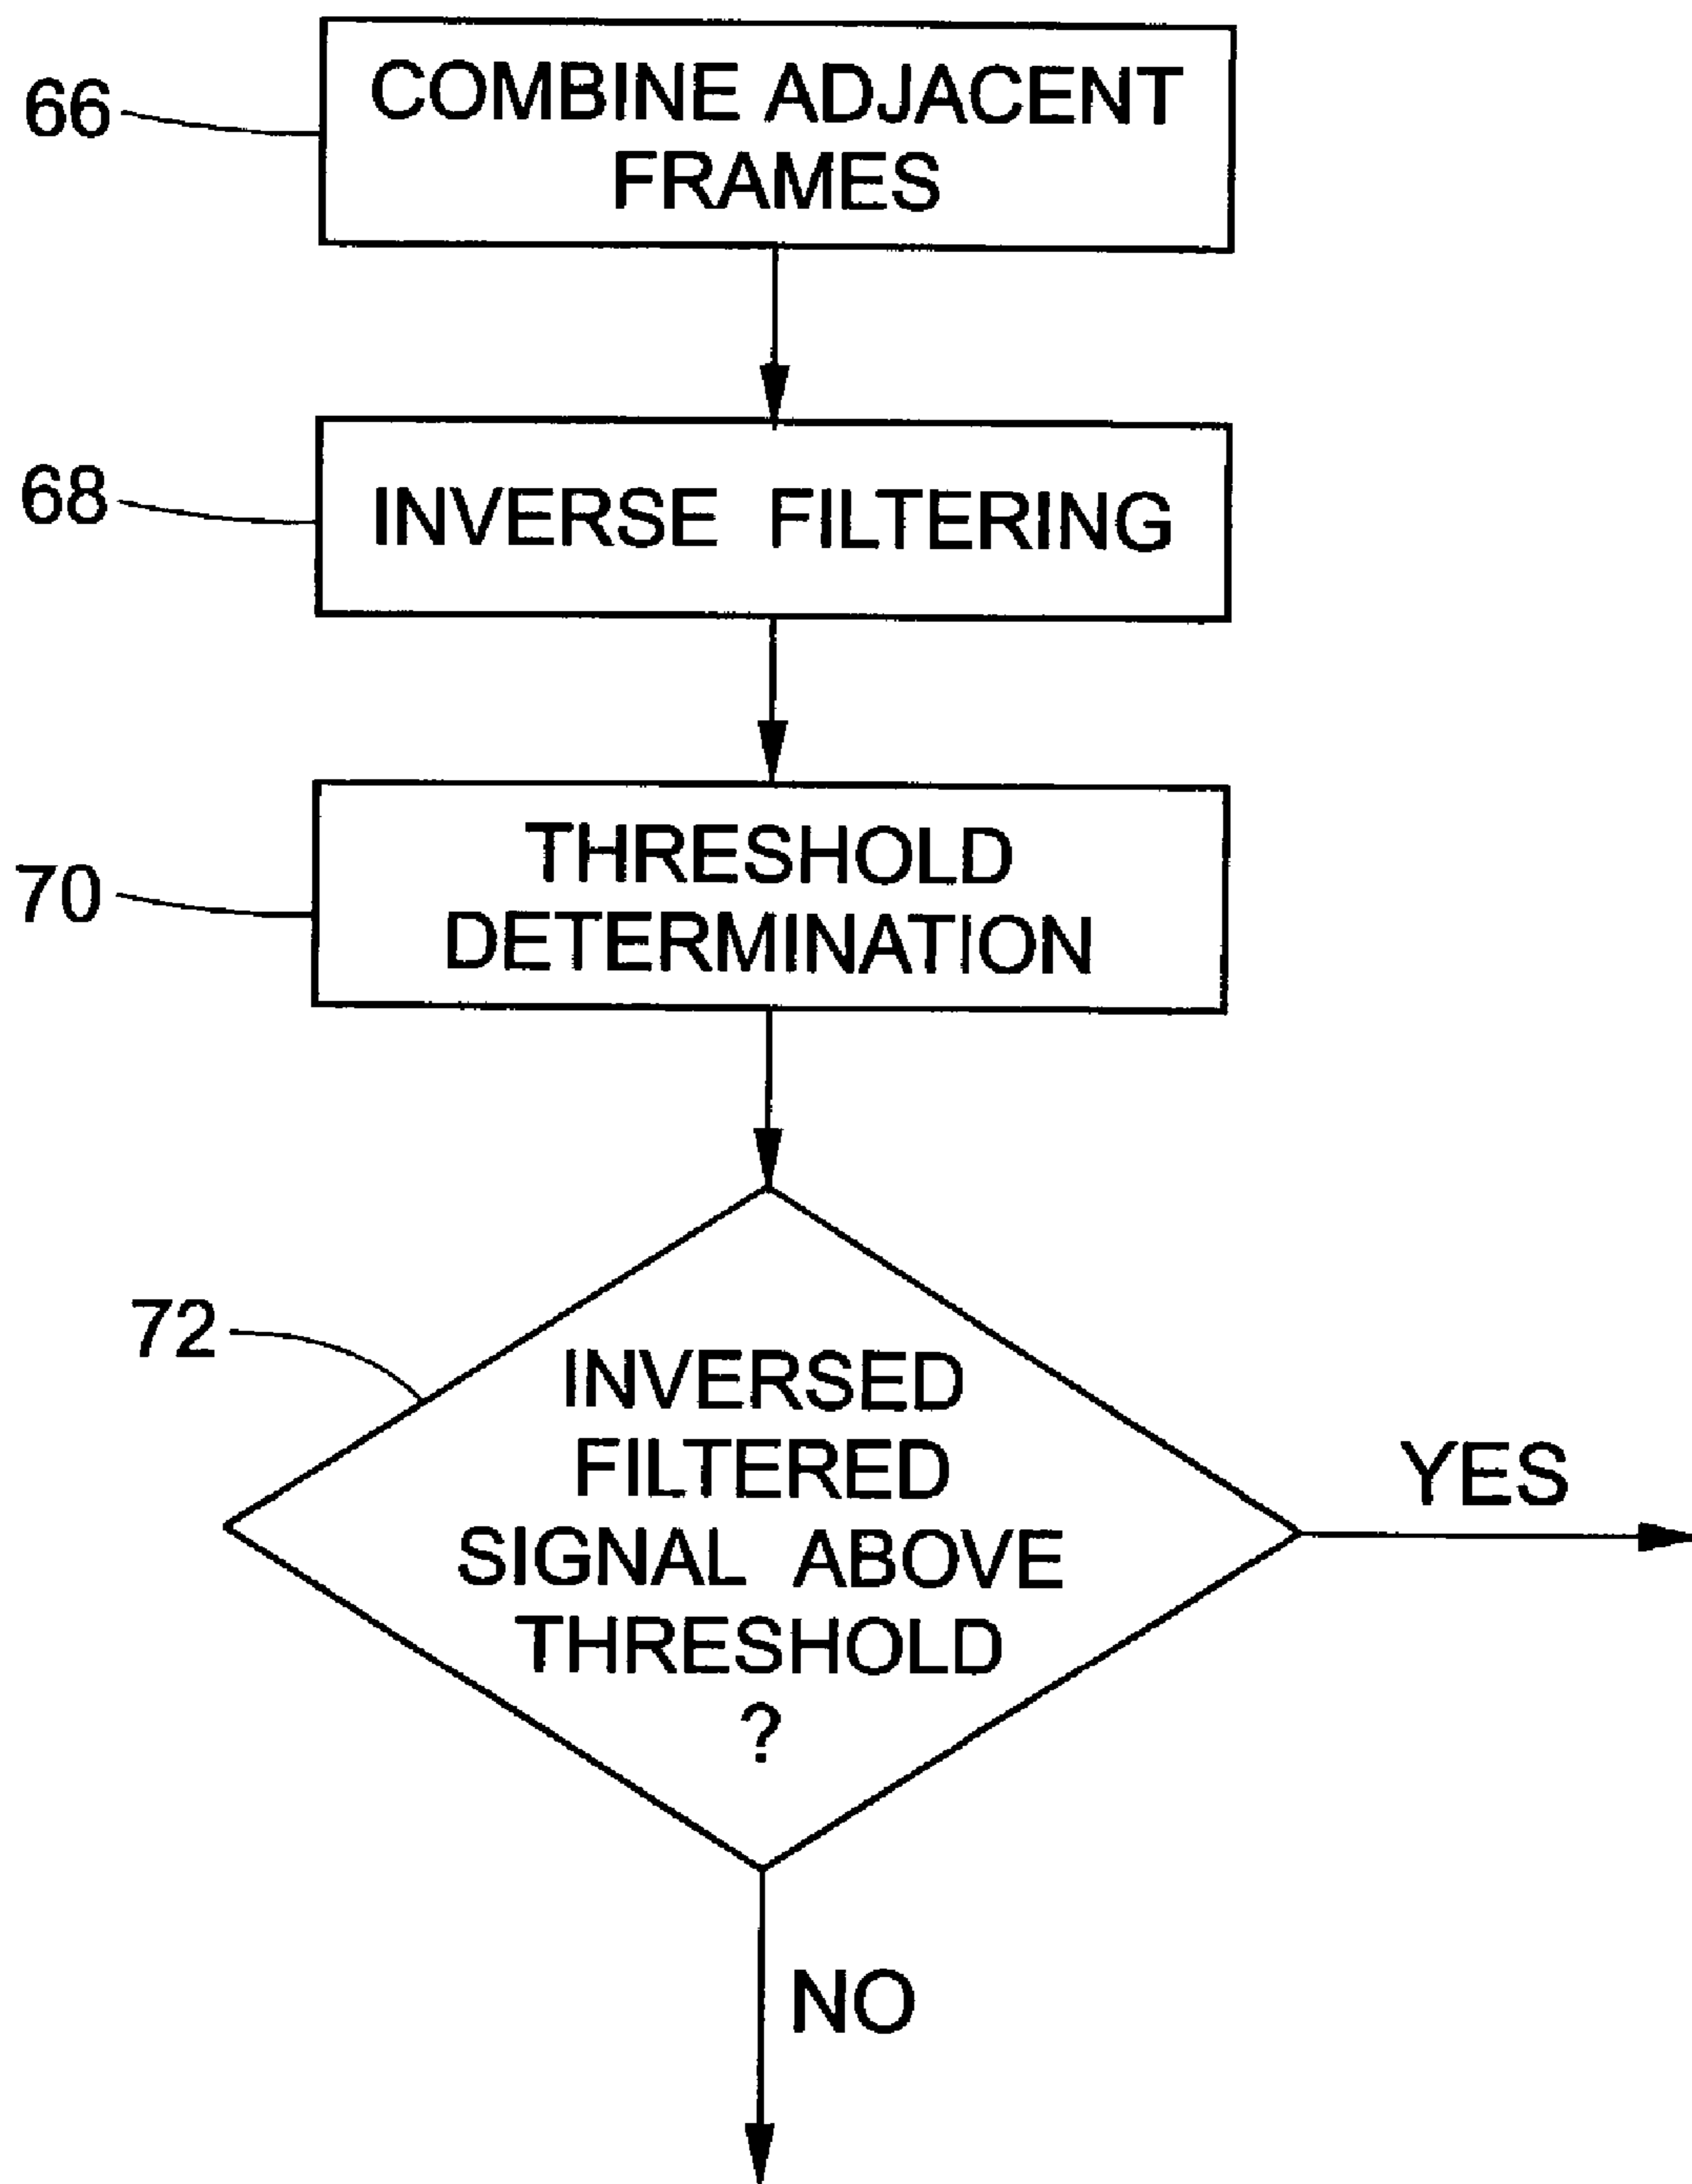 66
COMBINE ADJACENT
FRAMES
68
INVERSE FILTERING
70
THRESHOLD
DETERMINATION
72
INVERSED
FILTERED
SIGNAL ABOVE
THRESHOLD
?
YES
NO